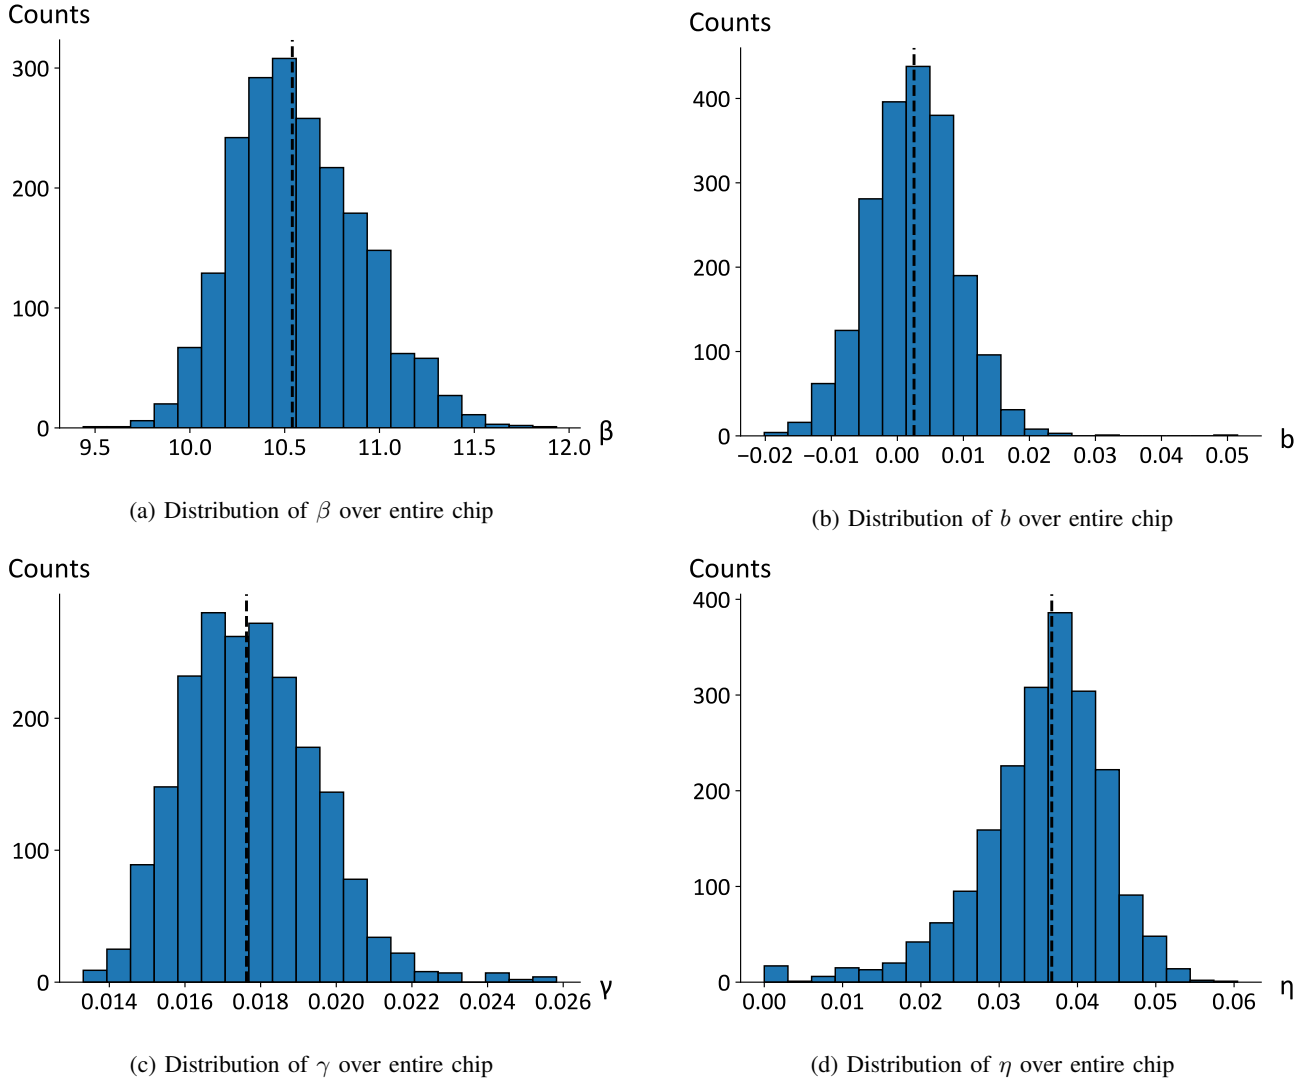 Counts
300
200
100
0
9.5 10.0 10.5 11.0 11.5 12.0 β
(a) Distribution of β over entire chip
Counts
400
300
200
100
0
−0.02 −0.01 0.00 0.01 0.02 0.03 0.04 0.05 b
(b) Distribution of b over entire chip
Counts
200
100
0
0.014 0.016 0.018 0.020 0.022 0.024 0.026 γ
(c) Distribution of γ over entire chip
Counts
400
300
200
100
0
0.00 0.01 0.02 0.03 0.04 0.05 0.06 η
(d) Distribution of η over entire chip